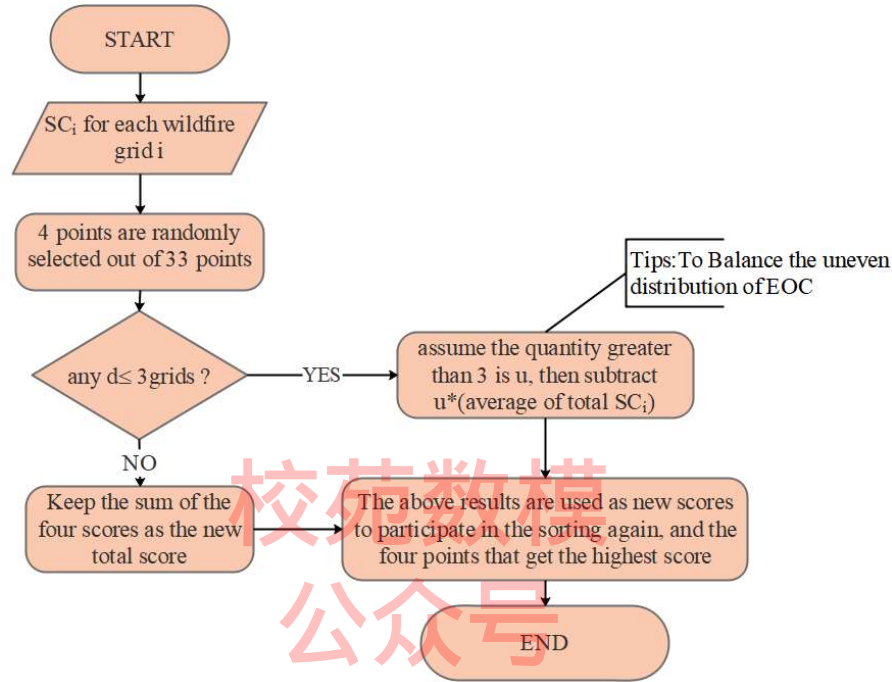 START
SCi for each wildfire
grid i
4 points are randomly
selected out of 33 points
Tips:To Balance the uneven
distribution of EOC
any d≤ 3grids ?
YES
assume the quantity greater
than 3 is u, then subtract
u*(average of total SCi)
NO
Keep the sum of the
four scores as the new
total score
The above results are used as new scores
to participate in the sorting again, and the
four points that get the highest score
校苑数模
公众号
END